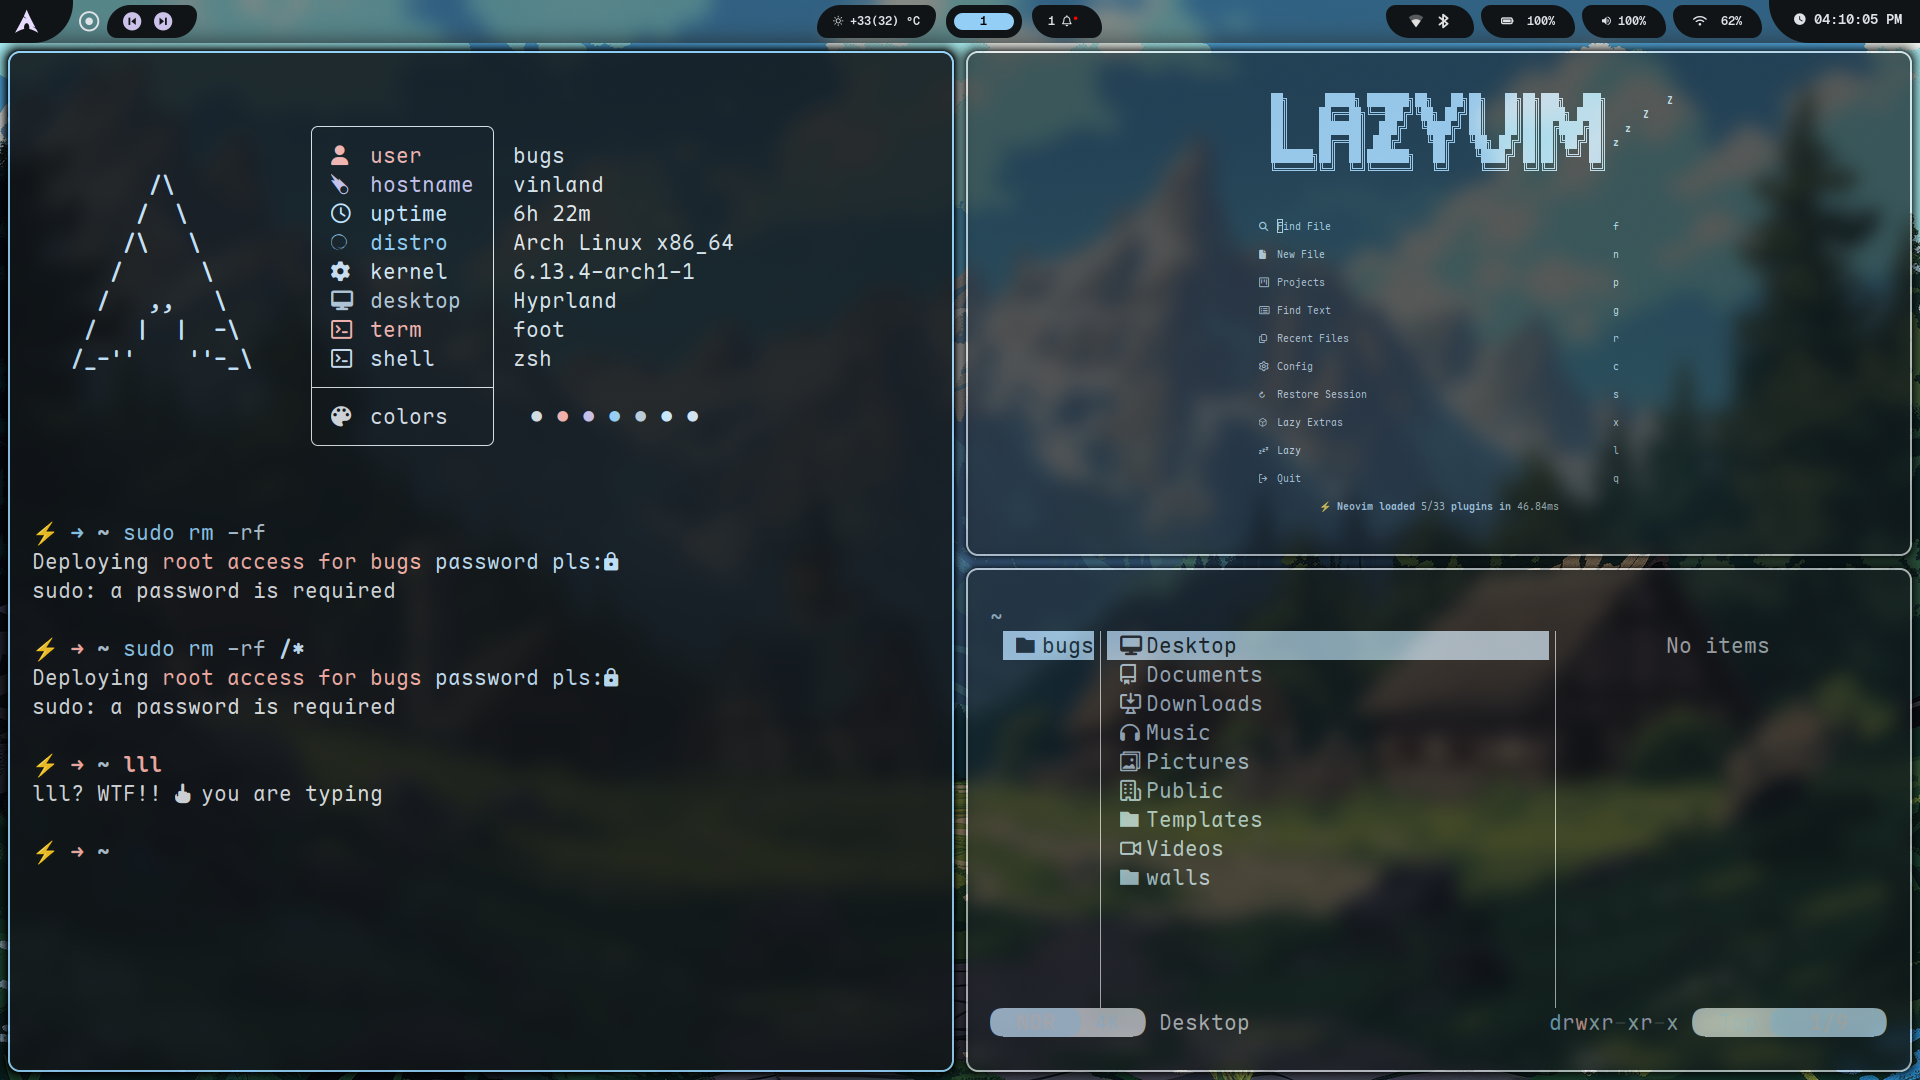 +33(32) °C
1
1
100%
100%
62%
04:10:05 PM
user bugs
hostname vinland
uptime 6h 22m
distro Arch Linux x86_64
kernel 6.13.4-arch1-1
desktop Hyprland
term foot
shell zsh
colors
/\
/  \
/\   \
/      \
/   ,,   \
/   |  |  -\
/_-''    ''-_\
⚡ → ~ sudo rm -rf
Deploying root access for bugs password pls:
sudo: a password is required
⚡ → ~ sudo rm -rf /*
Deploying root access for bugs password pls:
sudo: a password is required
⚡ → ~ lll
lll? WTF!! you are typing
⚡ → ~
LAZYVIM
z
z
z
Z
Find File f
New File n
Projects p
Find Text g
Recent Files r
Config c
Restore Session s
Lazy Extras x
Lazy l
Quit q
⚡ Neovim loaded 5/33 plugins in 46.84ms
~
bugs
Desktop
Documents
Downloads
Music
Pictures
Public
Templates
Videos
walls
No items
Desktop
drwxr-xr-x